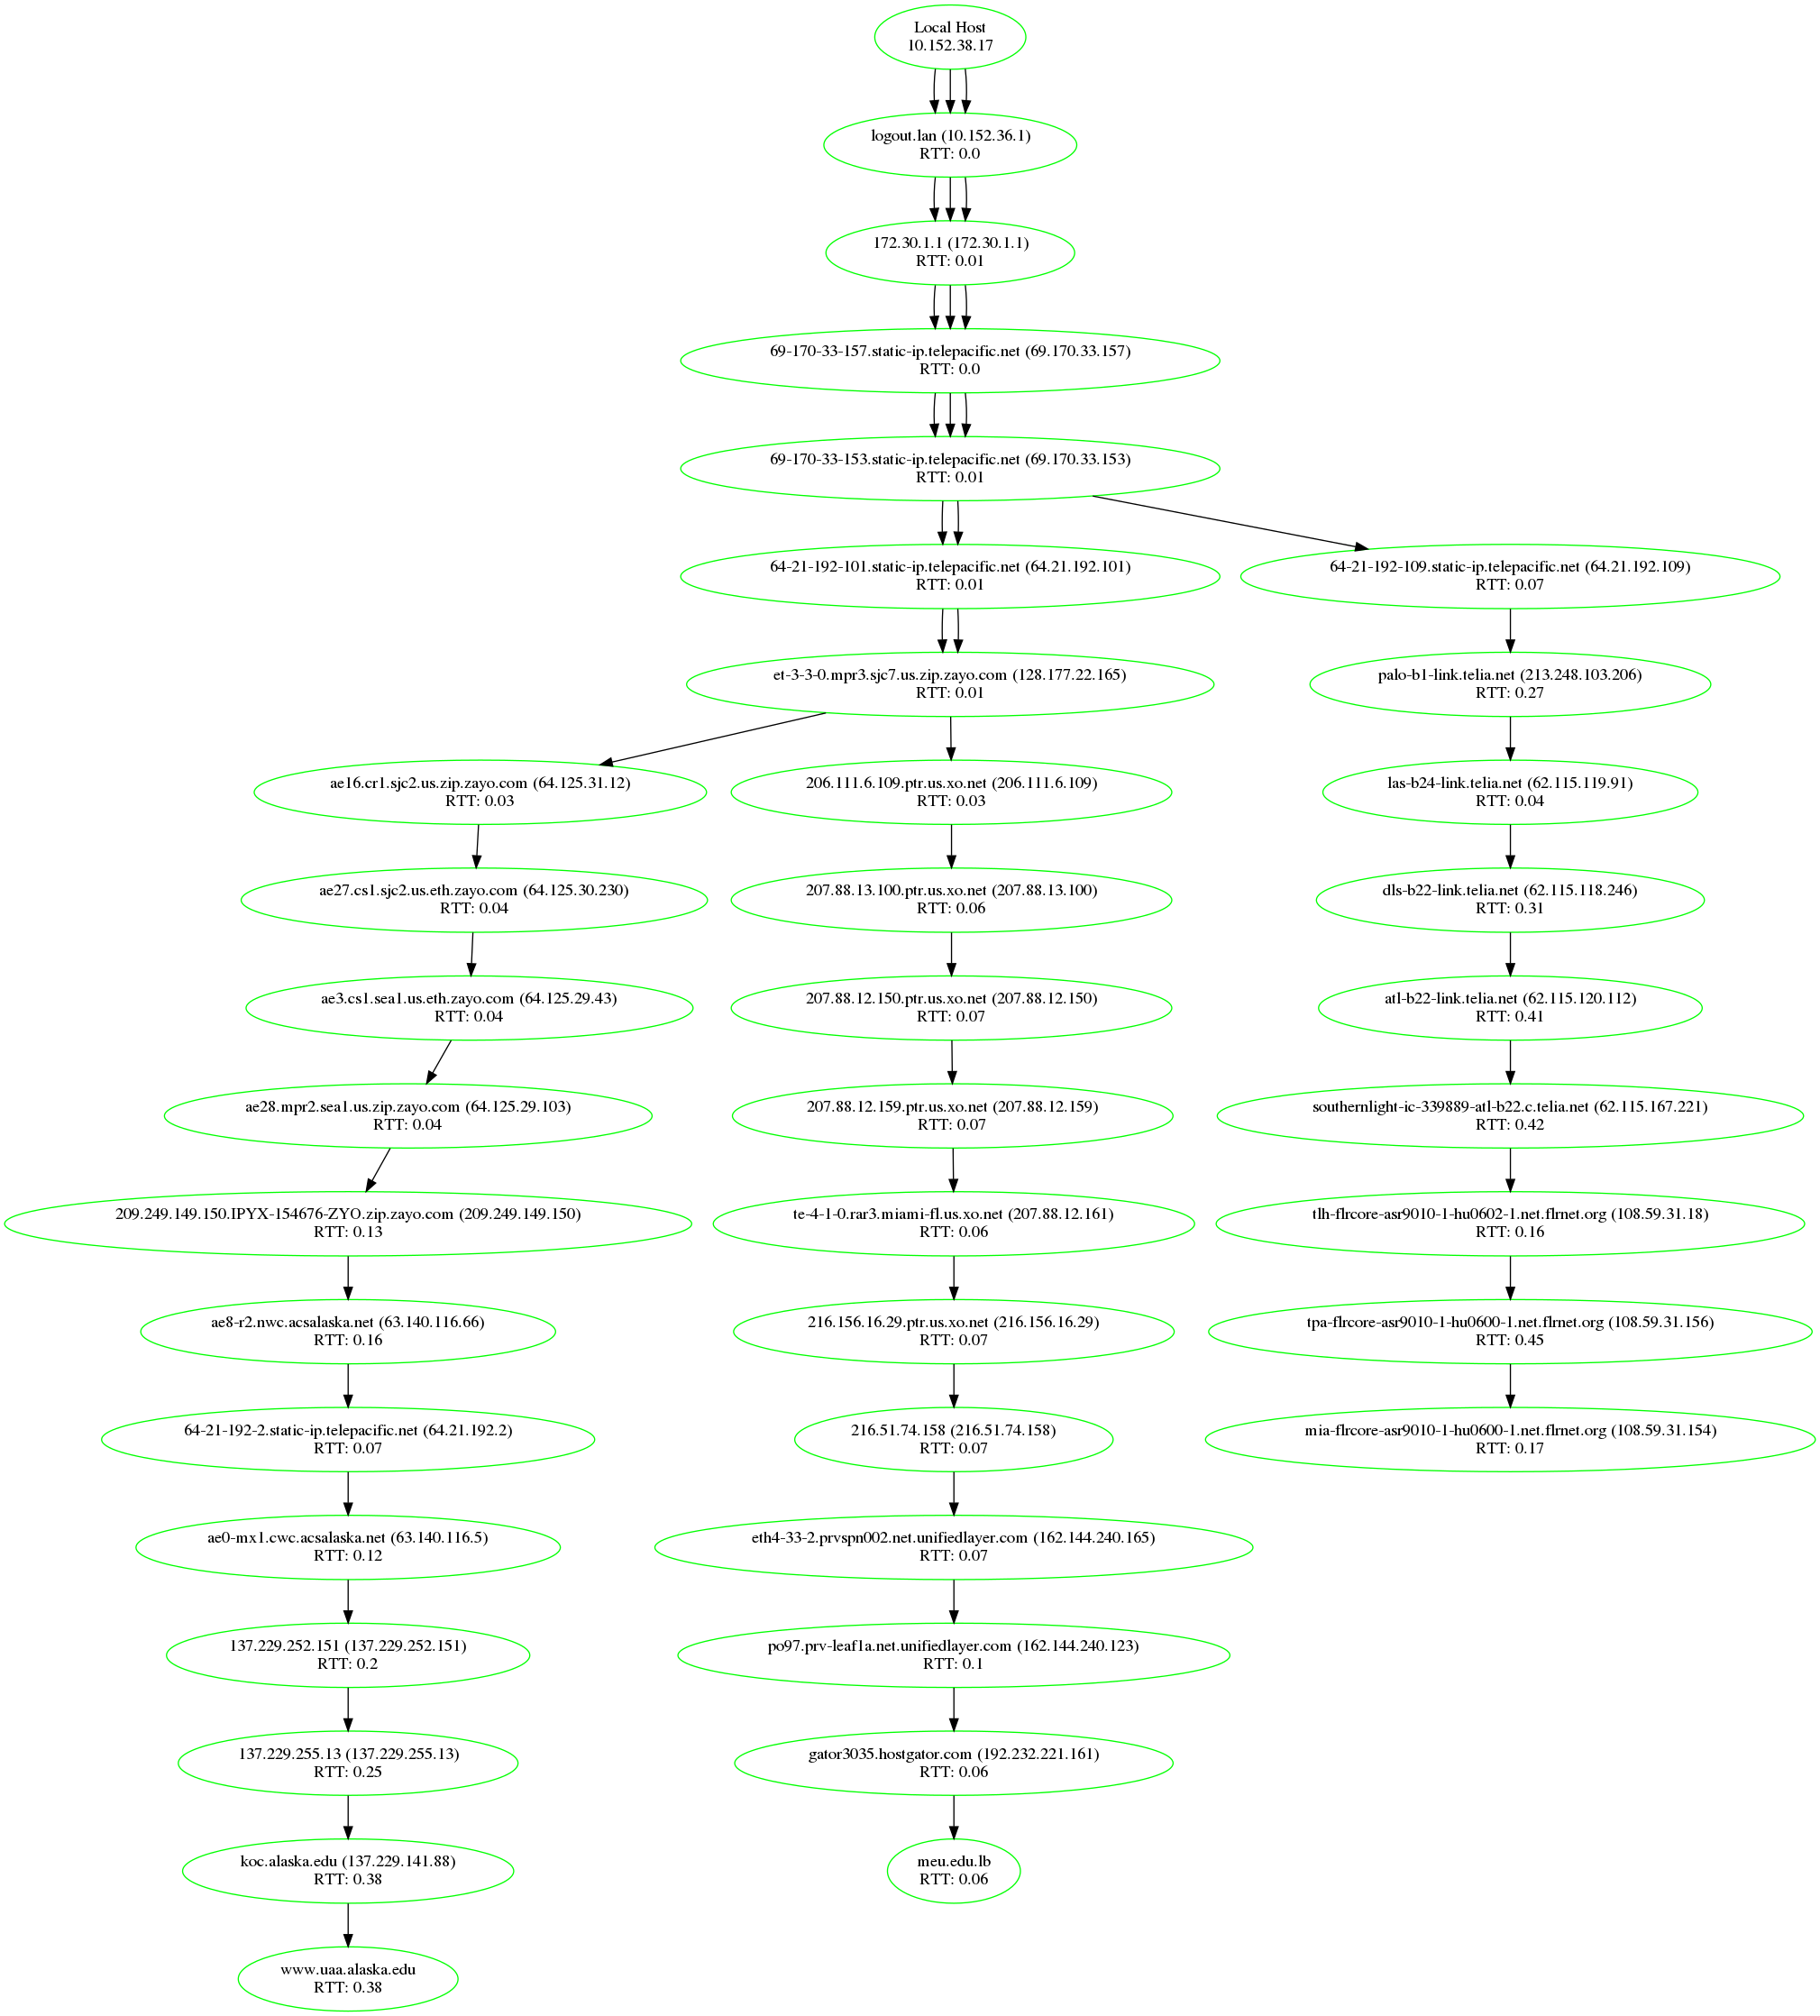 Local Host
10.152.38.17
logout.lan (10.152.36.1)
RTT: 0.0
172.30.1.1 (172.30.1.1)
RTT: 0.01
69-170-33-157.static-ip.telepacific.net (69.170.33.157)
RTT: 0.0
69-170-33-153.static-ip.telepacific.net (69.170.33.153)
RTT: 0.01
64-21-192-101.static-ip.telepacific.net (64.21.192.101)
RTT: 0.01
64-21-192-109.static-ip.telepacific.net (64.21.192.109)
RTT: 0.07
et-3-3-0.mpr3.sjc7.us.zip.zayo.com (128.177.22.165)
RTT: 0.01
palo-b1-link.telia.net (213.248.103.206)
RTT: 0.27
ae16.cr1.sjc2.us.zip.zayo.com (64.125.31.12)
RTT: 0.03
206.111.6.109.ptr.us.xo.net (206.111.6.109)
RTT: 0.03
las-b24-link.telia.net (62.115.119.91)
RTT: 0.04
ae27.cs1.sjc2.us.eth.zayo.com (64.125.30.230)
RTT: 0.04
207.88.13.100.ptr.us.xo.net (207.88.13.100)
RTT: 0.06
dls-b22-link.telia.net (62.115.118.246)
RTT: 0.31
ae3.cs1.sea1.us.eth.zayo.com (64.125.29.43)
RTT: 0.04
207.88.12.150.ptr.us.xo.net (207.88.12.150)
RTT: 0.07
atl-b22-link.telia.net (62.115.120.112)
RTT: 0.41
ae28.mpr2.sea1.us.zip.zayo.com (64.125.29.103)
RTT: 0.04
207.88.12.159.ptr.us.xo.net (207.88.12.159)
RTT: 0.07
southernlight-ic-339889-atl-b22.c.telia.net (62.115.167.221)
RTT: 0.42
209.249.149.150.IPYX-154676-ZYO.zip.zayo.com (209.249.149.150)
RTT: 0.13
te-4-1-0.rar3.miami-fl.us.xo.net (207.88.12.161)
RTT: 0.06
tlh-flrcore-asr9010-1-hu0602-1.net.flrnet.org (108.59.31.18)
RTT: 0.16
ae8-r2.nwc.acsalaska.net (63.140.116.66)
RTT: 0.16
216.156.16.29.ptr.us.xo.net (216.156.16.29)
RTT: 0.07
tpa-flrcore-asr9010-1-hu0600-1.net.flrnet.org (108.59.31.156)
RTT: 0.45
64-21-192-2.static-ip.telepacific.net (64.21.192.2)
RTT: 0.07
216.51.74.158 (216.51.74.158)
RTT: 0.07
mia-flrcore-asr9010-1-hu0600-1.net.flrnet.org (108.59.31.154)
RTT: 0.17
ae0-mx1.cwc.acsalaska.net (63.140.116.5)
RTT: 0.12
eth4-33-2.prvspn002.net.unifiedlayer.com (162.144.240.165)
RTT: 0.07
137.229.252.151 (137.229.252.151)
RTT: 0.2
po97.prv-leaf1a.net.unifiedlayer.com (162.144.240.123)
RTT: 0.1
137.229.255.13 (137.229.255.13)
RTT: 0.25
gator3035.hostgator.com (192.232.221.161)
RTT: 0.06
koc.alaska.edu (137.229.141.88)
RTT: 0.38
meu.edu.lb
RTT: 0.06
www.uaa.alaska.edu
RTT: 0.38